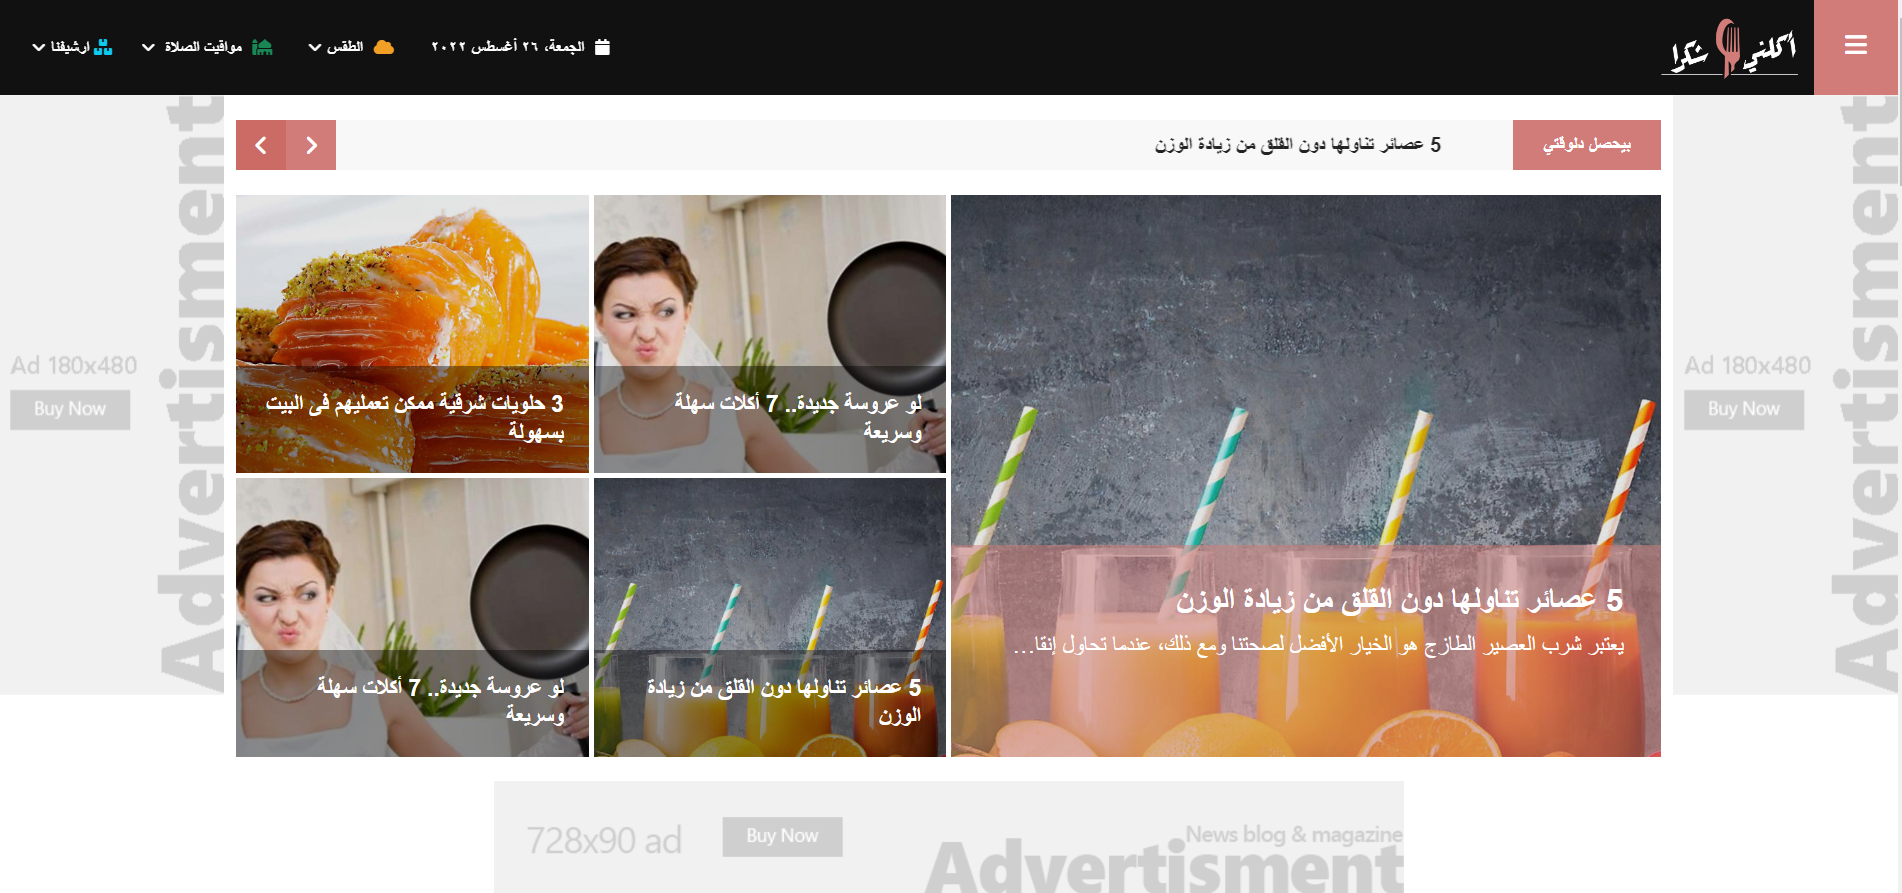 أكلني شكرا
الجمعة، ٢٦ أغسطس ٢٠٢٢
الطقس
مواقيت الصلاة
ارشيفنا
بيحصل دلوقتي
5 عصائر تناولها دون القلق من زيادة الوزن
5 عصائر تناولها دون القلق من زيادة الوزن
يعتبر شرب العصير الطازج هو الخيار الأفضل لصحتنا ومع ذلك، عندما تحاول إنقا...
لو عروسة جديدة.. 7 أكلات سهلة
وسريعة
3 حلويات شرقية ممكن تعمليهم فى البيت
بسهولة
5 عصائر تناولها دون القلق من زيادة
الوزن
لو عروسة جديدة.. 7 أكلات سهلة
وسريعة
Ad 180x480
Buy Now
Advertisment
Ad 180x480
Buy Now
Advertisment
728x90 ad
Buy Now
News blog & magazine
Advertisment